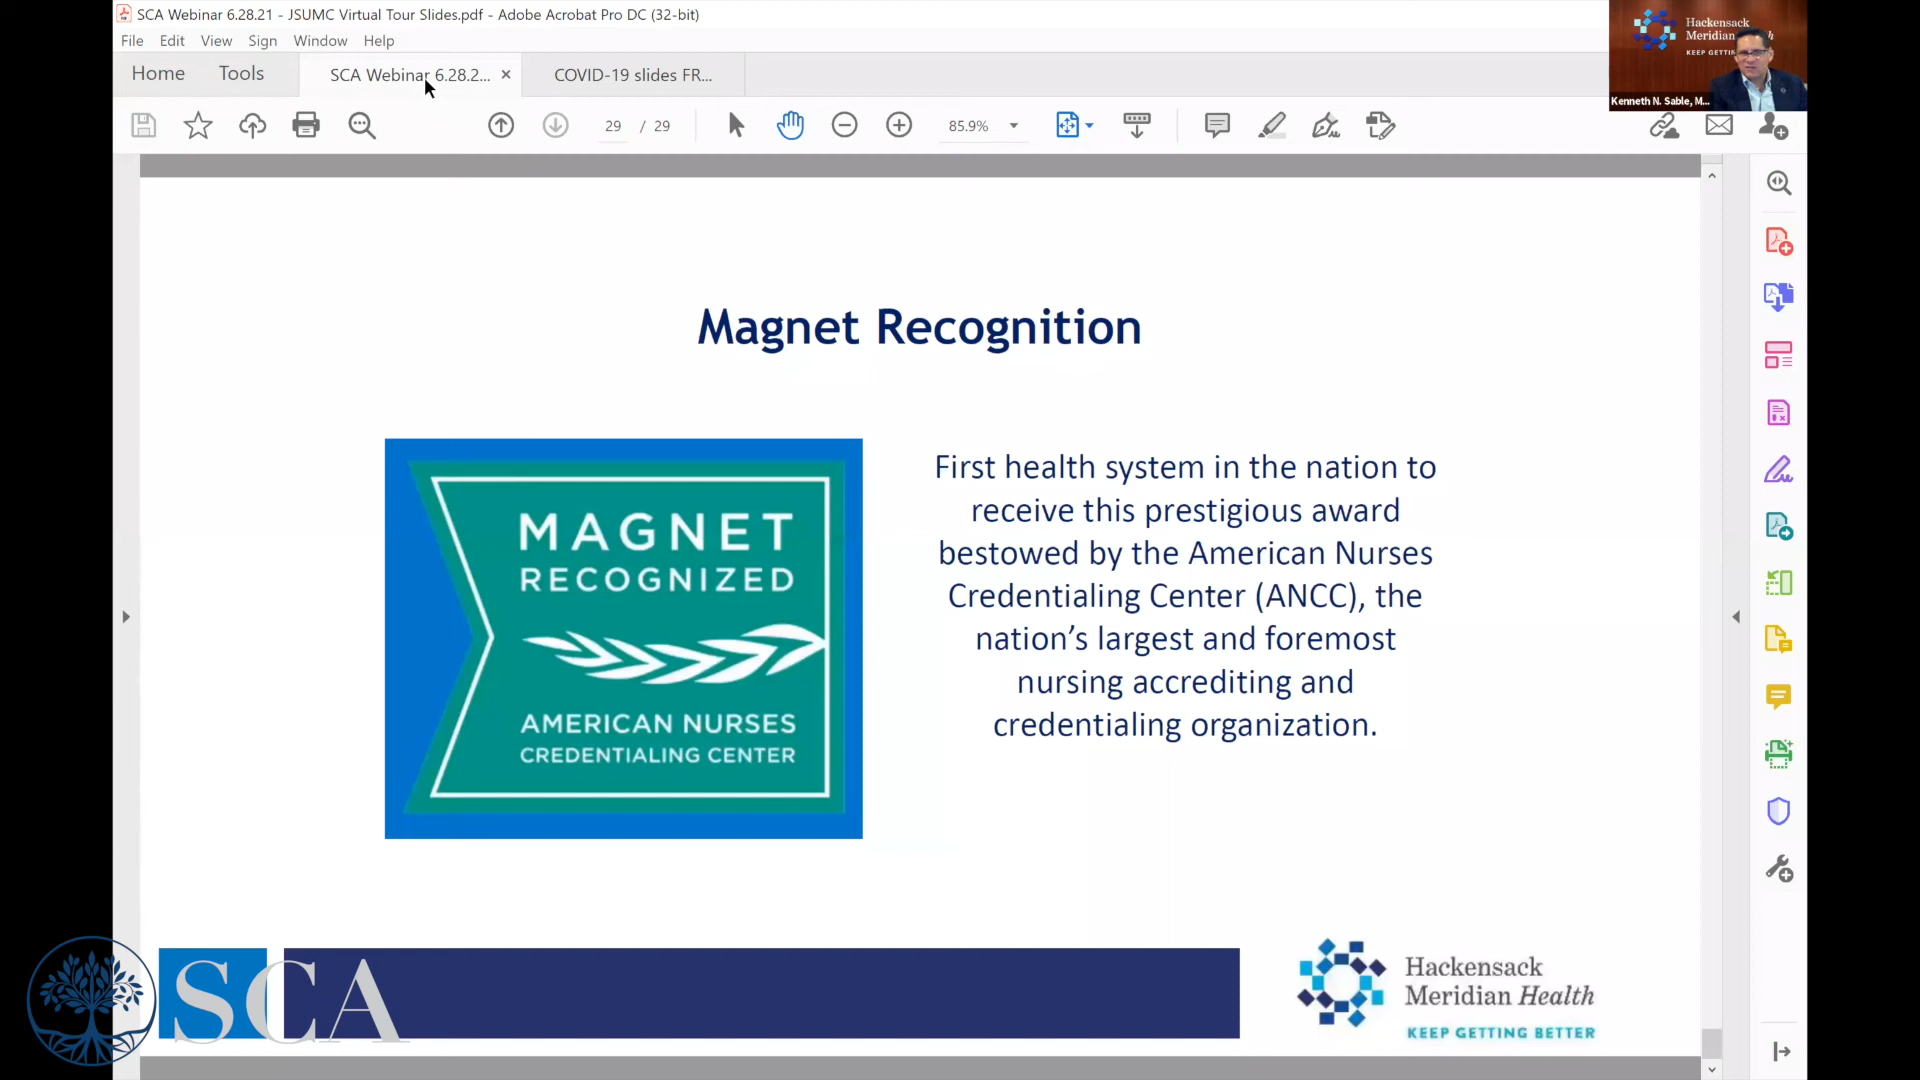 SCA Webinar 6.28.21 - JSUMC Virtual Tour Slides.pdf - Adobe Acrobat Pro DC (32-bit)
File Edit View Sign Window Help
Home Tools SCA Webinar 6.28.2... × COVID-19 slides FR...
29 / 29 85.9%
Hackensack
Meridian
KEEP GETTIN
Kenneth N. Sable, M...
Magnet Recognition
MAGNET
RECOGNIZED
AMERICAN NURSES
CREDENTIALING CENTER
First health system in the nation to
receive this prestigious award
bestowed by the American Nurses
Credentialing Center (ANCC), the
nation’s largest and foremost
nursing accrediting and
credentialing organization.
SCA
Hackensack
Meridian Health
KEEP GETTING BETTER